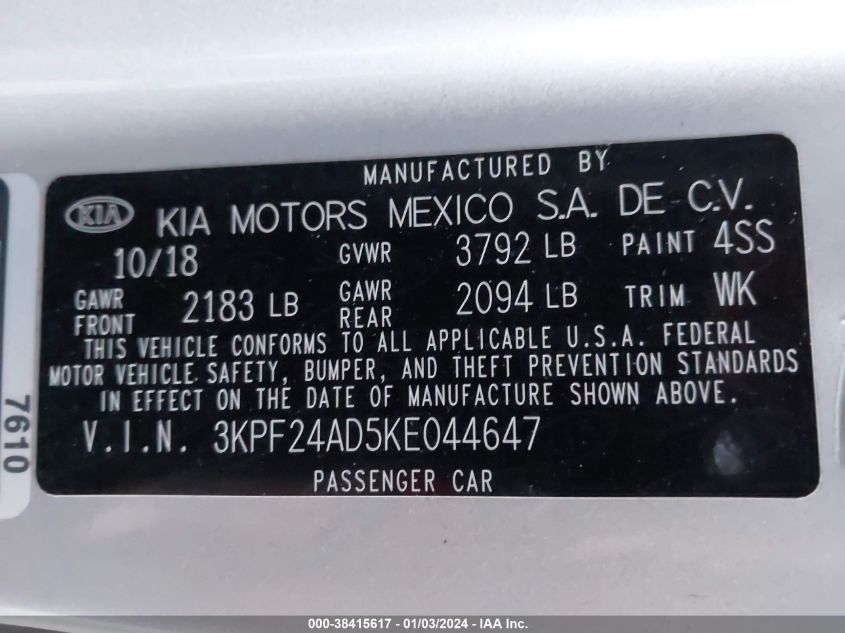 MANUFACTURED BY
KIA KIA MOTORS MEXICO S.A. DE C.V.
10/18 GVWR 3792 LB PAINT 4SS
GAWR FRONT 2183 LB GAWR REAR 2094 LB TRIM WK
THIS VEHICLE CONFORMS TO ALL APPLICABLE U.S.A. FEDERAL
MOTOR VEHICLE SAFETY, BUMPER, AND THEFT PREVENTION STANDARDS
IN EFFECT ON THE DATE OF MANUFACTURE SHOWN ABOVE.
V.I.N. 3KPF24AD5KE044647
PASSENGER CAR
7610
000-38415617 - 01/03/2024 - IAA Inc.